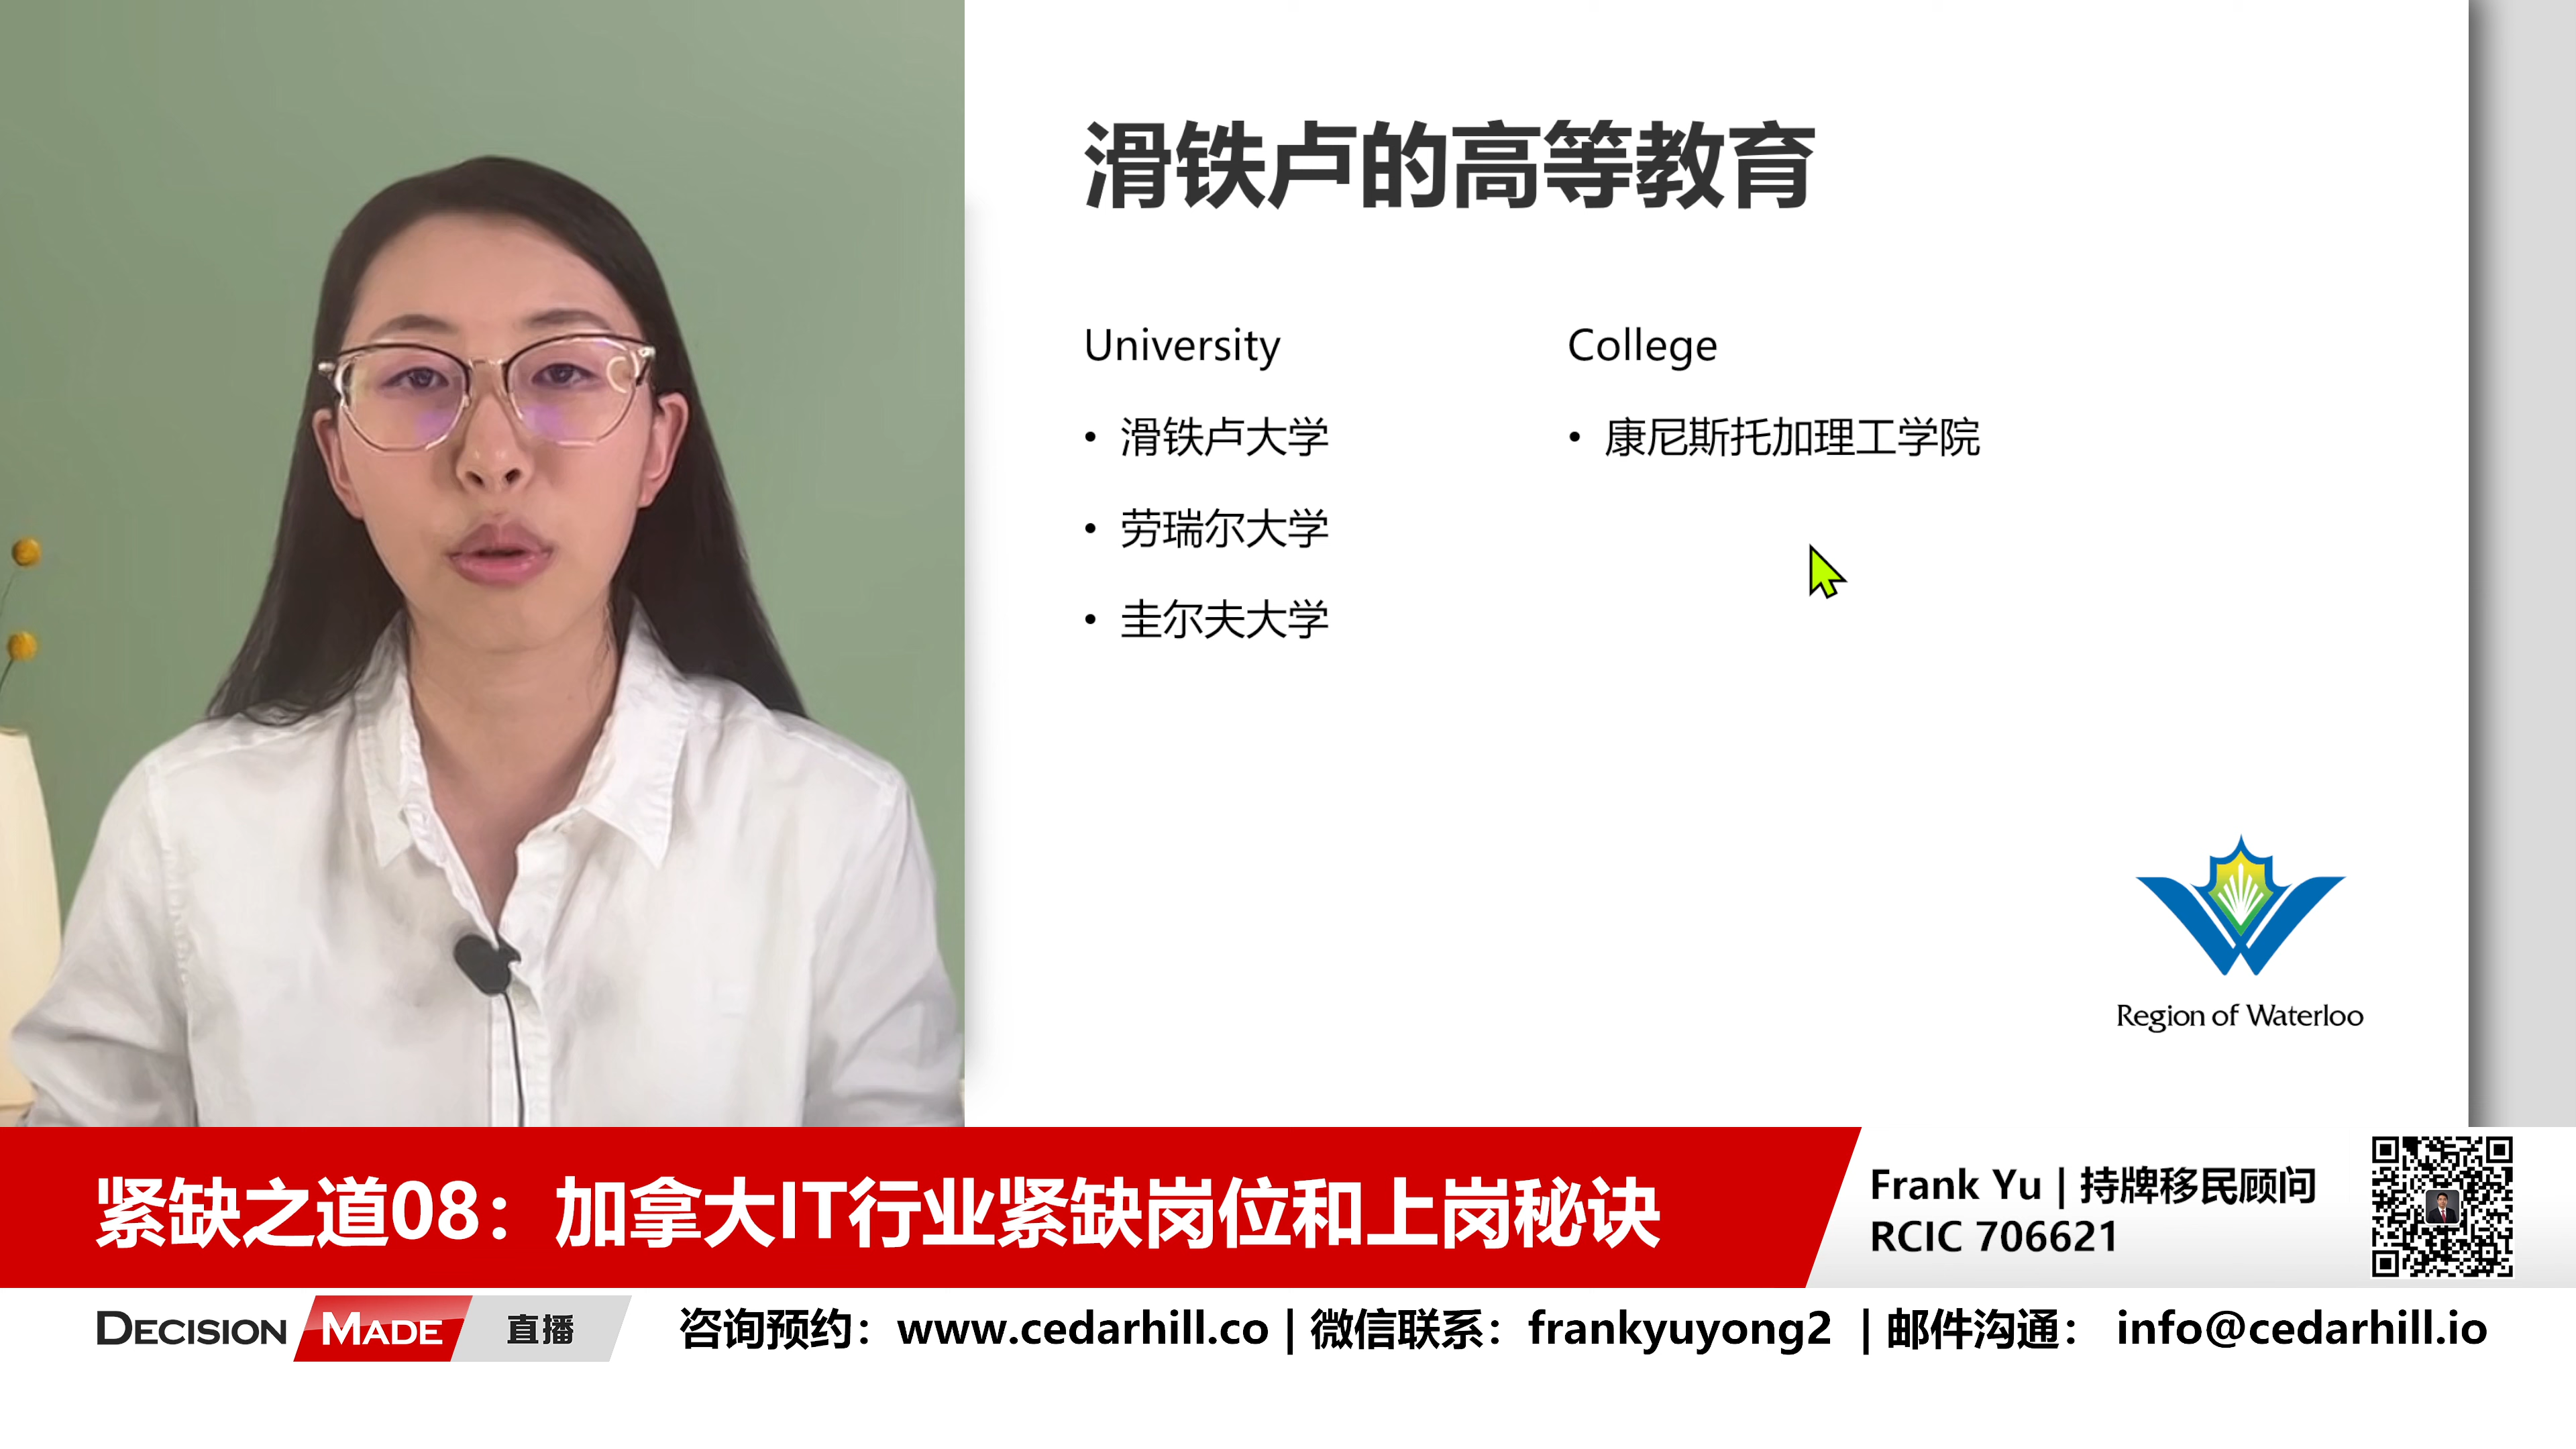 滑铁卢的高等教育
University
• 滑铁卢大学
• 劳瑞尔大学
• 圭尔夫大学
College
• 康尼斯托加理工学院
Region of Waterloo
紧缺之道08：加拿大IT行业紧缺岗位和上岗秘诀
Frank Yu | 持牌移民顾问
RCIC 706621
DECISION MADE 直播
咨询预约：www.cedarhill.co | 微信联系：frankyuyong2 | 邮件沟通： info@cedarhill.io